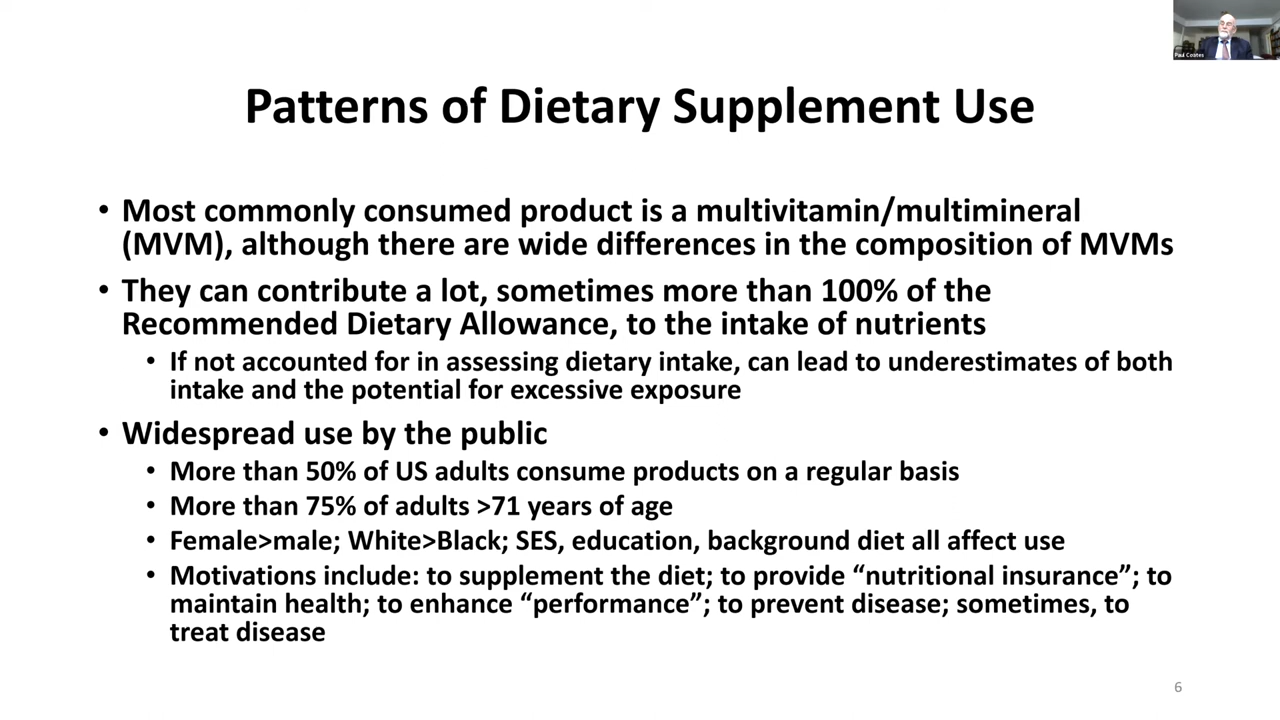 Paul Coates
Patterns of Dietary Supplement Use
• Most commonly consumed product is a multivitamin/multimineral
(MVM), although there are wide differences in the composition of MVMs
• They can contribute a lot, sometimes more than 100% of the
Recommended Dietary Allowance, to the intake of nutrients
• If not accounted for in assessing dietary intake, can lead to underestimates of both
intake and the potential for excessive exposure
• Widespread use by the public
• More than 50% of US adults consume products on a regular basis
• More than 75% of adults >71 years of age
• Female>male; White>Black; SES, education, background diet all affect use
• Motivations include: to supplement the diet; to provide “nutritional insurance”; to
maintain health; to enhance “performance”; to prevent disease; sometimes, to
treat disease
6